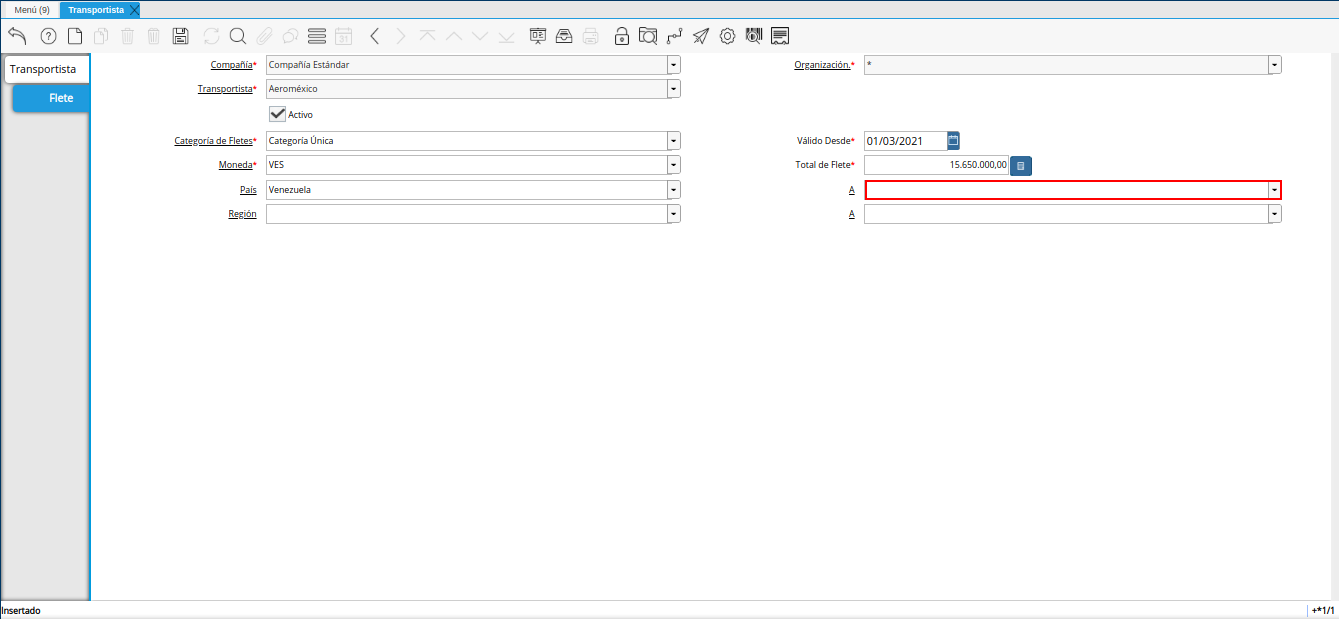 Menú (9) Transportista
Transportista
Flete
Compañía* Compañía Estándar Organización.* *
Transportista* Aeroméxico
Activo
Categoría de Fletes* Categoría Única Válido Desde* 01/03/2021
Moneda* VES Total de Flete* 15.650.000,00
País Venezuela A
Región A
Insertado +*1/1